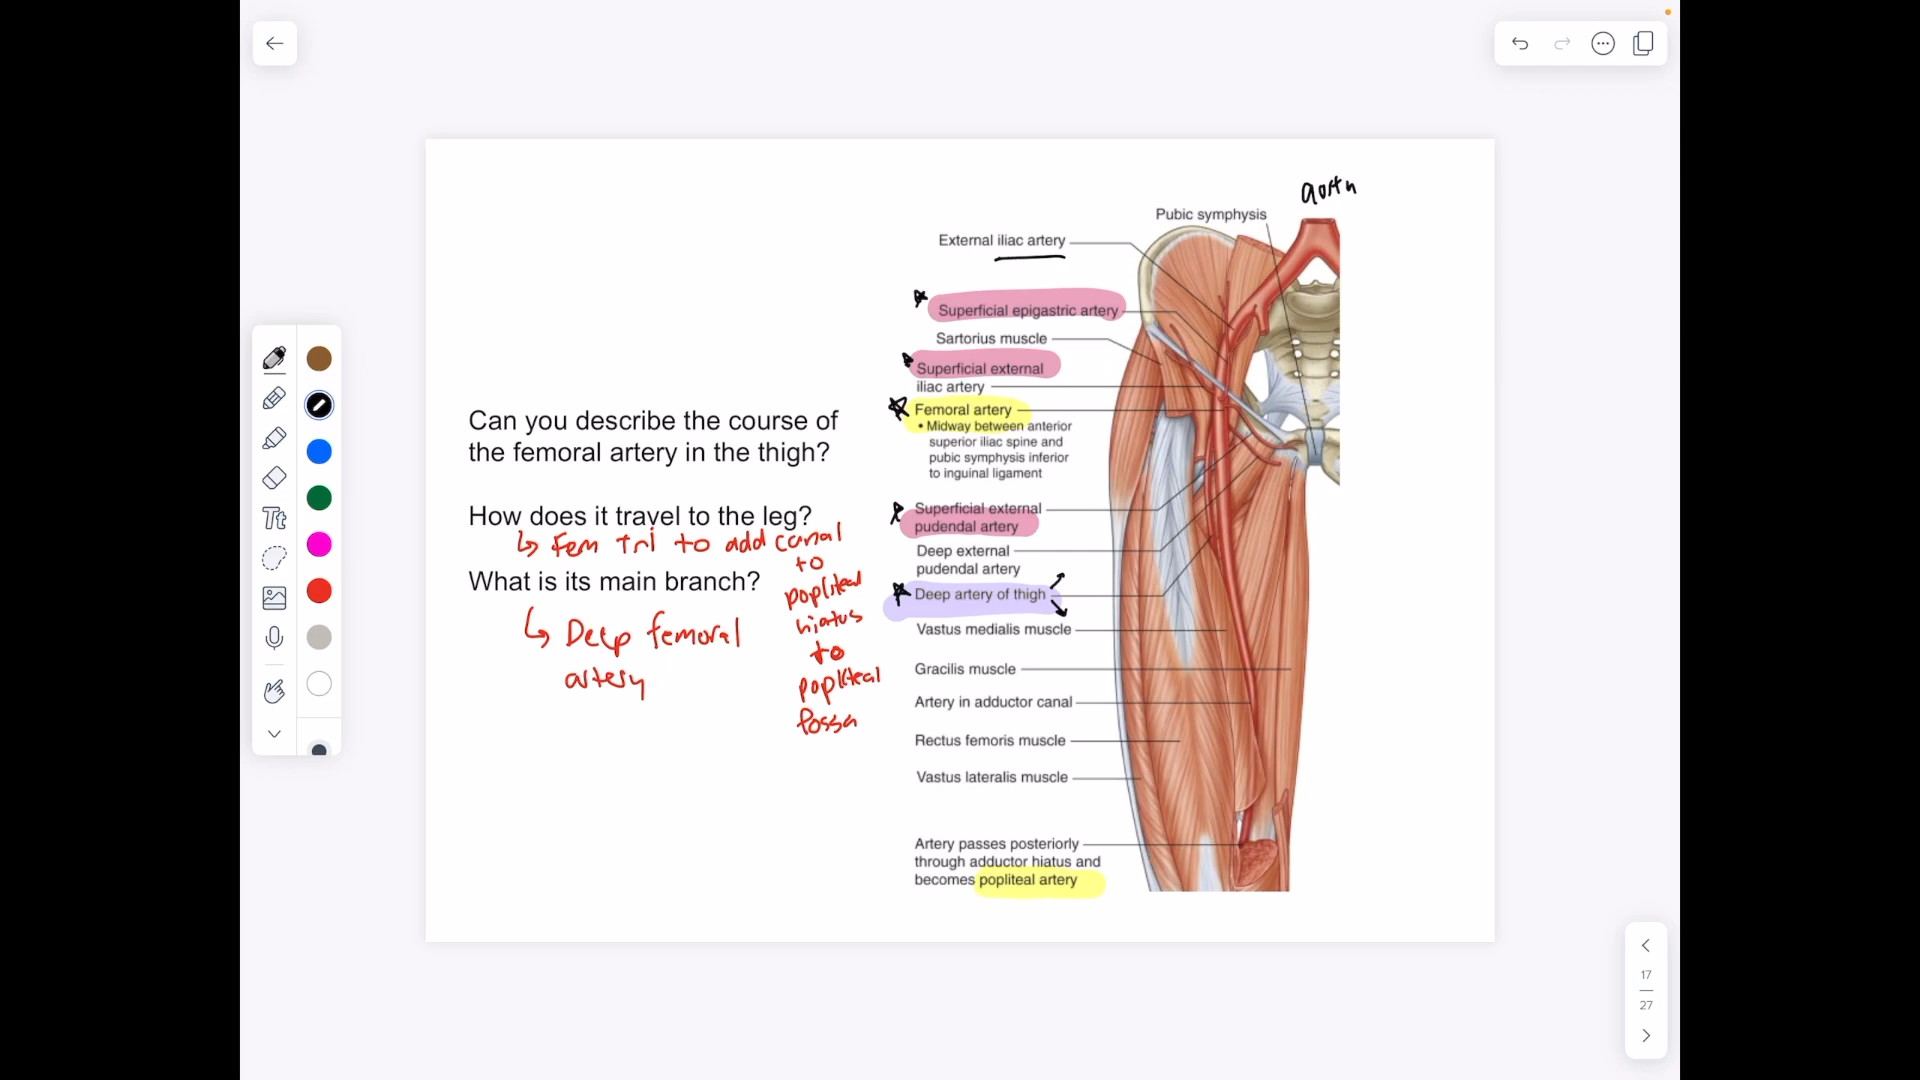 Can you describe the course of
the femoral artery in the thigh?
How does it travel to the leg?
↳ Fem Tri to add canal
to
popliteal
hiatus
to
popliteal
fossa
What is its main branch?
↳ Deep femoral
artery
aorta
Pubic symphysis
External iliac artery
Superficial epigastric artery
Sartorius muscle
Superficial external
iliac artery
Femoral artery
• Midway between anterior
superior iliac spine and
pubic symphysis inferior
to inguinal ligament
Superficial external
pudendal artery
Deep external
pudendal artery
Deep artery of thigh
Vastus medialis muscle
Gracilis muscle
Artery in adductor canal
Rectus femoris muscle
Vastus lateralis muscle
Artery passes posteriorly
through adductor hiatus and
becomes popliteal artery
Tt
17
27